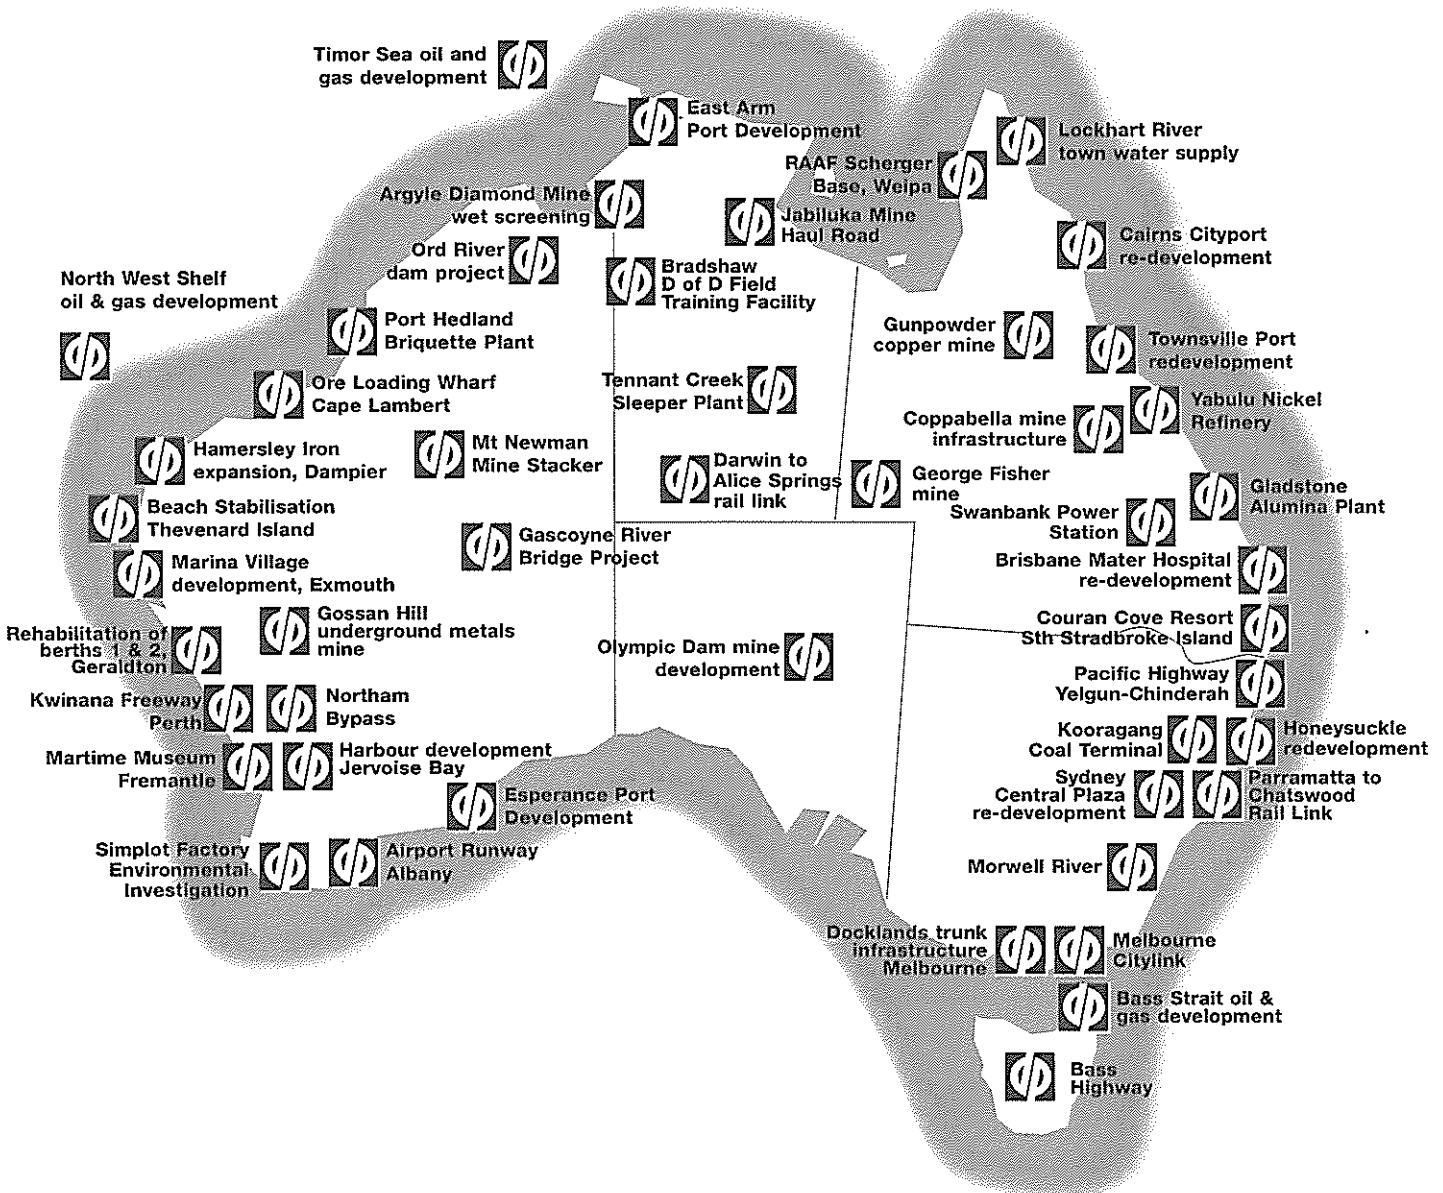 Timor Sea oil and
gas development
East Arm
Port Development
Lockhart River
town water supply
RAAF Scherger
Base, Weipa
Argyle Diamond Mine
wet screening
Jabiluka Mine
Haul Road
Cairns Cityport
re-development
Ord River
dam project
Bradshaw
D of D Field
Training Facility
North West Shelf
oil & gas development
Port Hedland
Briquette Plant
Gunpowder
copper mine
Townsville Port
redevelopment
Ore Loading Wharf
Cape Lambert
Tennant Creek
Sleeper Plant
Yabulu Nickel
Refinery
Coppabella mine
infrastructure
Hamersley Iron
expansion, Dampier
Mt Newman
Mine Stacker
Darwin to
Alice Springs
rail link
George Fisher
mine
Gladstone
Alumina Plant
Beach Stabilisation
Thevenard Island
Swanbank Power
Station
Gascoyne River
Bridge Project
Marina Village
development, Exmouth
Brisbane Mater Hospital
re-development
Gossan Hill
underground metals
mine
Couran Cove Resort
Sth Stradbroke Island
Rehabilitation of
berths 1 & 2,
Geraldton
Olympic Dam mine
development
Pacific Highway
Yelgun-Chinderah
Kwinana Freeway
Perth
Northam
Bypass
Kooragang
Coal Terminal
Honeysuckle
redevelopment
Martime Museum
Fremantle
Harbour development
Jervoise Bay
Sydney
Central Plaza
re-development
Parramatta to
Chatswood
Rail Link
Esperance Port
Development
Simplot Factory
Environmental
Investigation
Airport Runway
Albany
Morwell River
Docklands trunk
infrastructure
Melbourne
Melbourne
Citylink
Bass Strait oil &
gas development
Bass
Highway